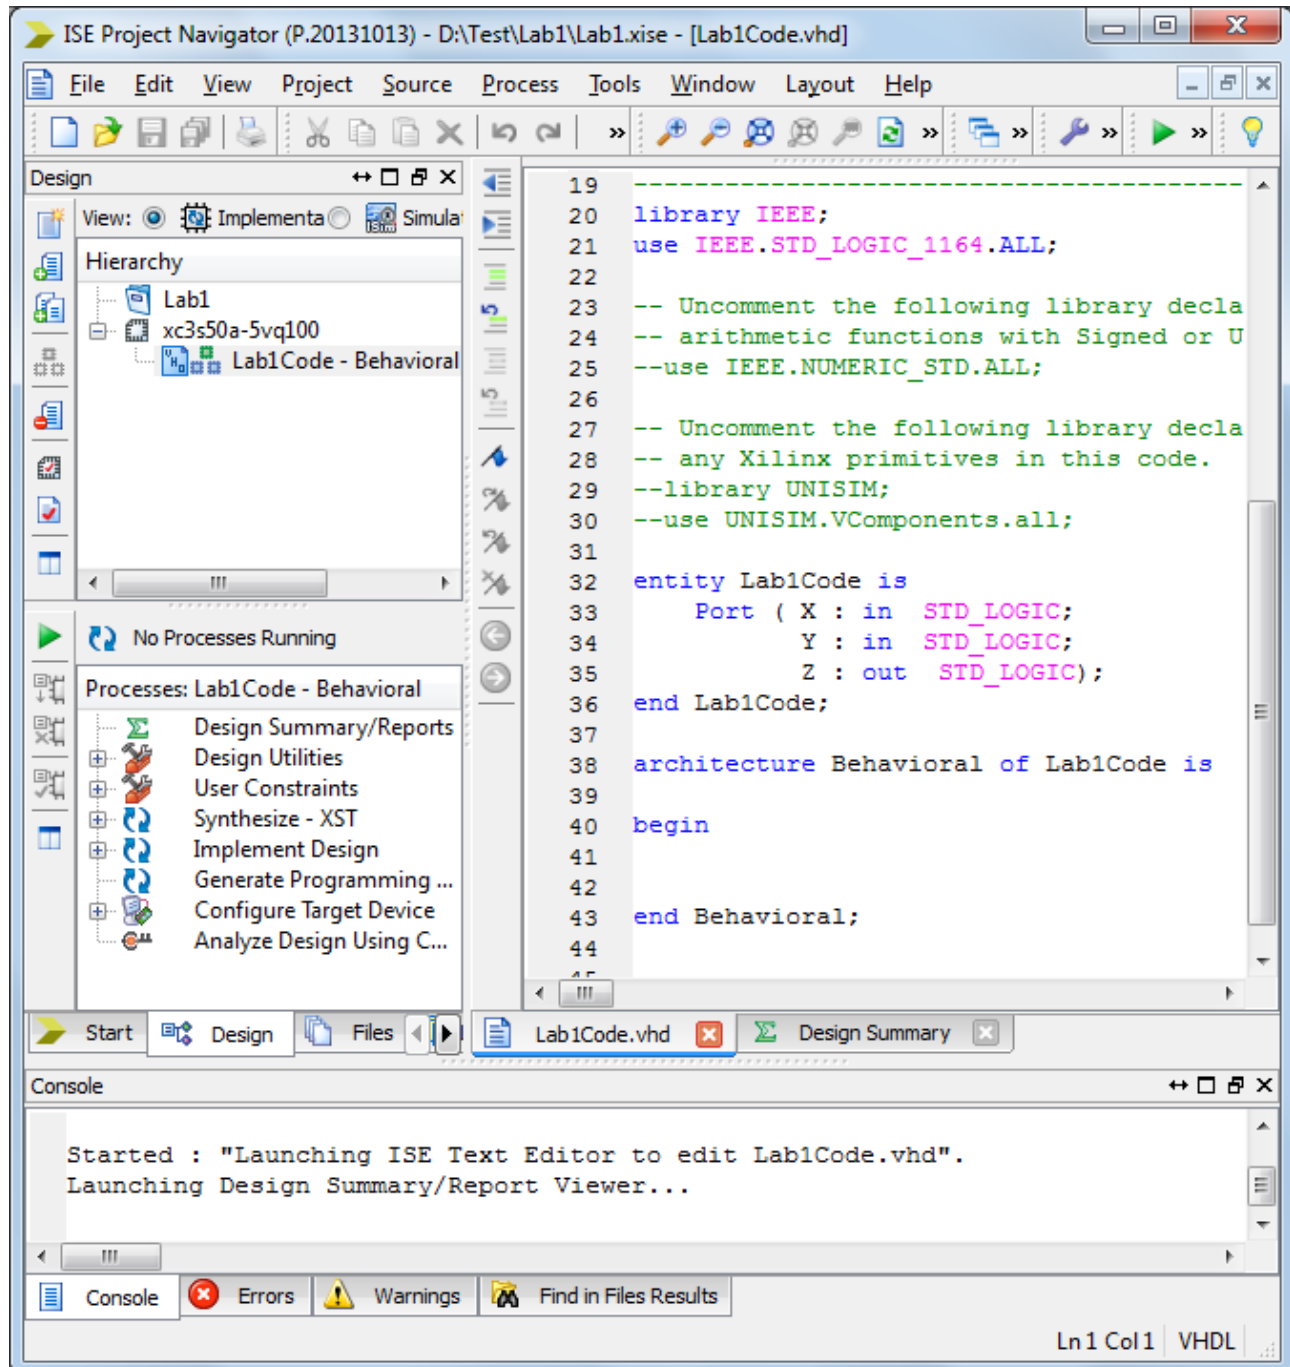 ISE Project Navigator (P.20131013) - D:\Test\Lab1\Lab1.xise - [Lab1Code.vhd]
File Edit View Project Source Process Tools Window Layout Help
Design
View: Implementa Simula
Hierarchy
Lab1
xc3s50a-5vq100
Lab1Code - Behavioral
No Processes Running
Processes: Lab1Code - Behavioral
Design Summary/Reports
Design Utilities
User Constraints
Synthesize - XST
Implement Design
Generate Programming ...
Configure Target Device
Analyze Design Using C...
Start Design Files
19 ----------------------------------------
20 library IEEE;
21 use IEEE.STD_LOGIC_1164.ALL;
22
23 -- Uncomment the following library decla
24 -- arithmetic functions with Signed or U
25 --use IEEE.NUMERIC_STD.ALL;
26
27 -- Uncomment the following library decla
28 -- any Xilinx primitives in this code.
29 --library UNISIM;
30 --use UNISIM.VComponents.all;
31
32 entity Lab1Code is
33 Port ( X : in STD_LOGIC;
34 Y : in STD_LOGIC;
35 Z : out STD_LOGIC);
36 end Lab1Code;
37
38 architecture Behavioral of Lab1Code is
39
40 begin
41
42
43 end Behavioral;
44
45
Lab1Code.vhd Design Summary
Console
Started : "Launching ISE Text Editor to edit Lab1Code.vhd".
Launching Design Summary/Report Viewer...
Console Errors Warnings Find in Files Results
Ln 1 Col 1 VHDL